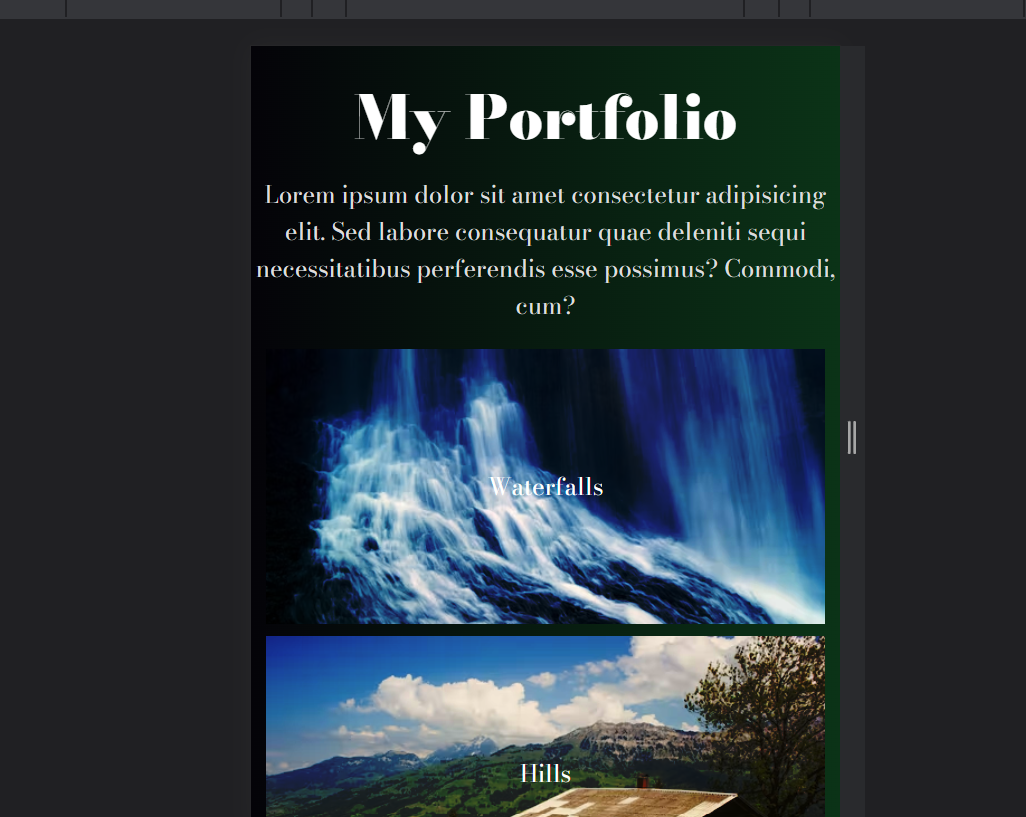 My Portfolio
Lorem ipsum dolor sit amet consectetur adipisicing
elit. Sed labore consequatur quae deleniti sequi
necessitatibus perferendis esse possimus? Commodi,
cum?
Waterfalls
Hills